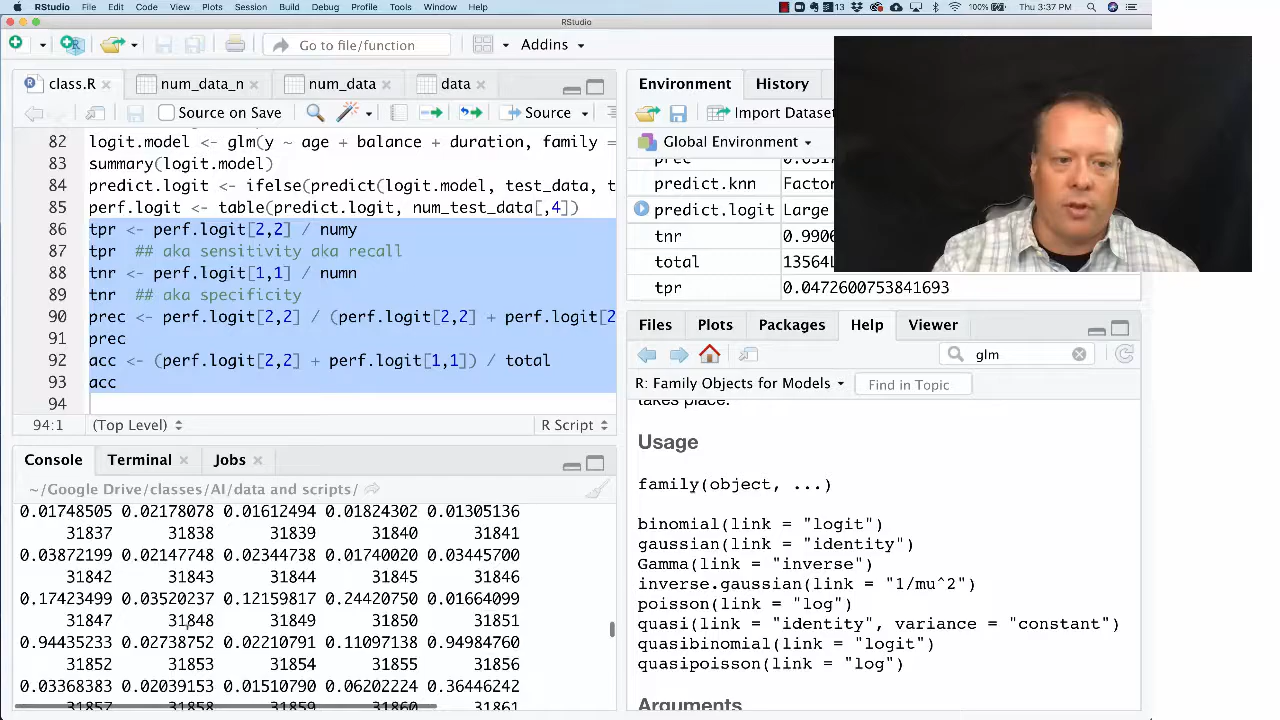 RStudio File Edit Code View Plots Session Build Debug Profile Tools Window Help 13 100% Thu 3:37 PM
RStudio
Go to file/function Addins
class.R num_data_n num_data data
Source on Save Source
82 logit.model <- glm(y ~ age + balance + duration, family =
83 summary(logit.model)
84 predict.logit <- ifelse(predict(logit.model, test_data, t
85 perf.logit <- table(predict.logit, num_test_data[,4])
86 tpr <- perf.logit[2,2] / numy
87 tpr ## aka sensitivity aka recall
88 tnr <- perf.logit[1,1] / numn
89 tnr ## aka specificity
90 prec <- perf.logit[2,2] / (perf.logit[2,2] + perf.logit[2
91 prec
92 acc <- (perf.logit[2,2] + perf.logit[1,1]) / total
93 acc
94
94:1 (Top Level) R Script
Console Terminal Jobs
~/Google Drive/classes/AI/data and scripts/
0.01748505 0.02178078 0.01612494 0.01824302 0.01305136
31837 31838 31839 31840 31841
0.03872199 0.02147748 0.02344738 0.01740020 0.03445700
31842 31843 31844 31845 31846
0.17423499 0.03520237 0.12159817 0.24420750 0.01664099
31847 31848 31849 31850 31851
0.94435233 0.02738752 0.02210791 0.11097138 0.94984760
31852 31853 31854 31855 31856
0.03368383 0.02039153 0.01510790 0.06202224 0.36446242
31857 31858 31859 31860 31861
Environment History
Import Dataset
Global Environment
prec
predict.knn Factor
predict.logit Large
tnr 0.9906
total 13564L
tpr 0.0472600753841693
Files Plots Packages Help Viewer
glm
R: Family Objects for Models Find in Topic
takes place.
Usage
family(object, ...)
binomial(link = "logit")
gaussian(link = "identity")
Gamma(link = "inverse")
inverse.gaussian(link = "1/mu^2")
poisson(link = "log")
quasi(link = "identity", variance = "constant")
quasibinomial(link = "logit")
quasipoisson(link = "log")
Arguments